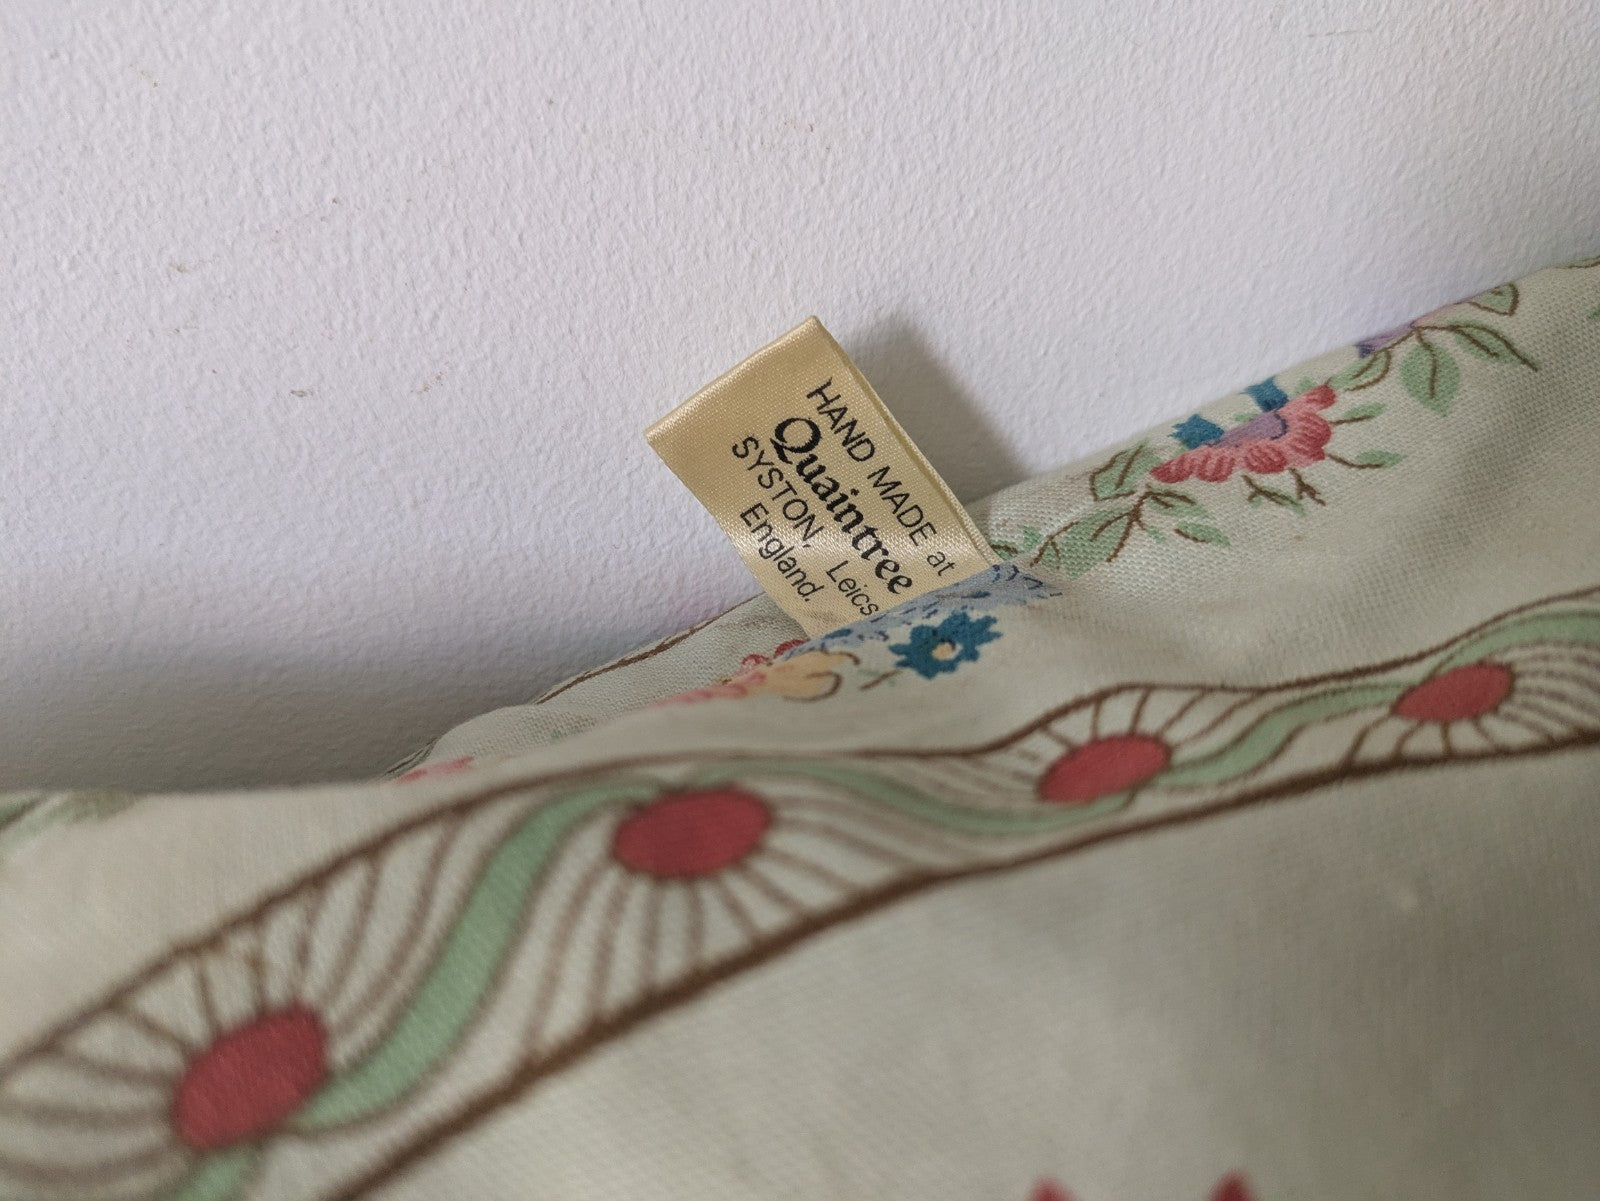 HAND MADE at
Quaintree
SYSTON, Leics
England.